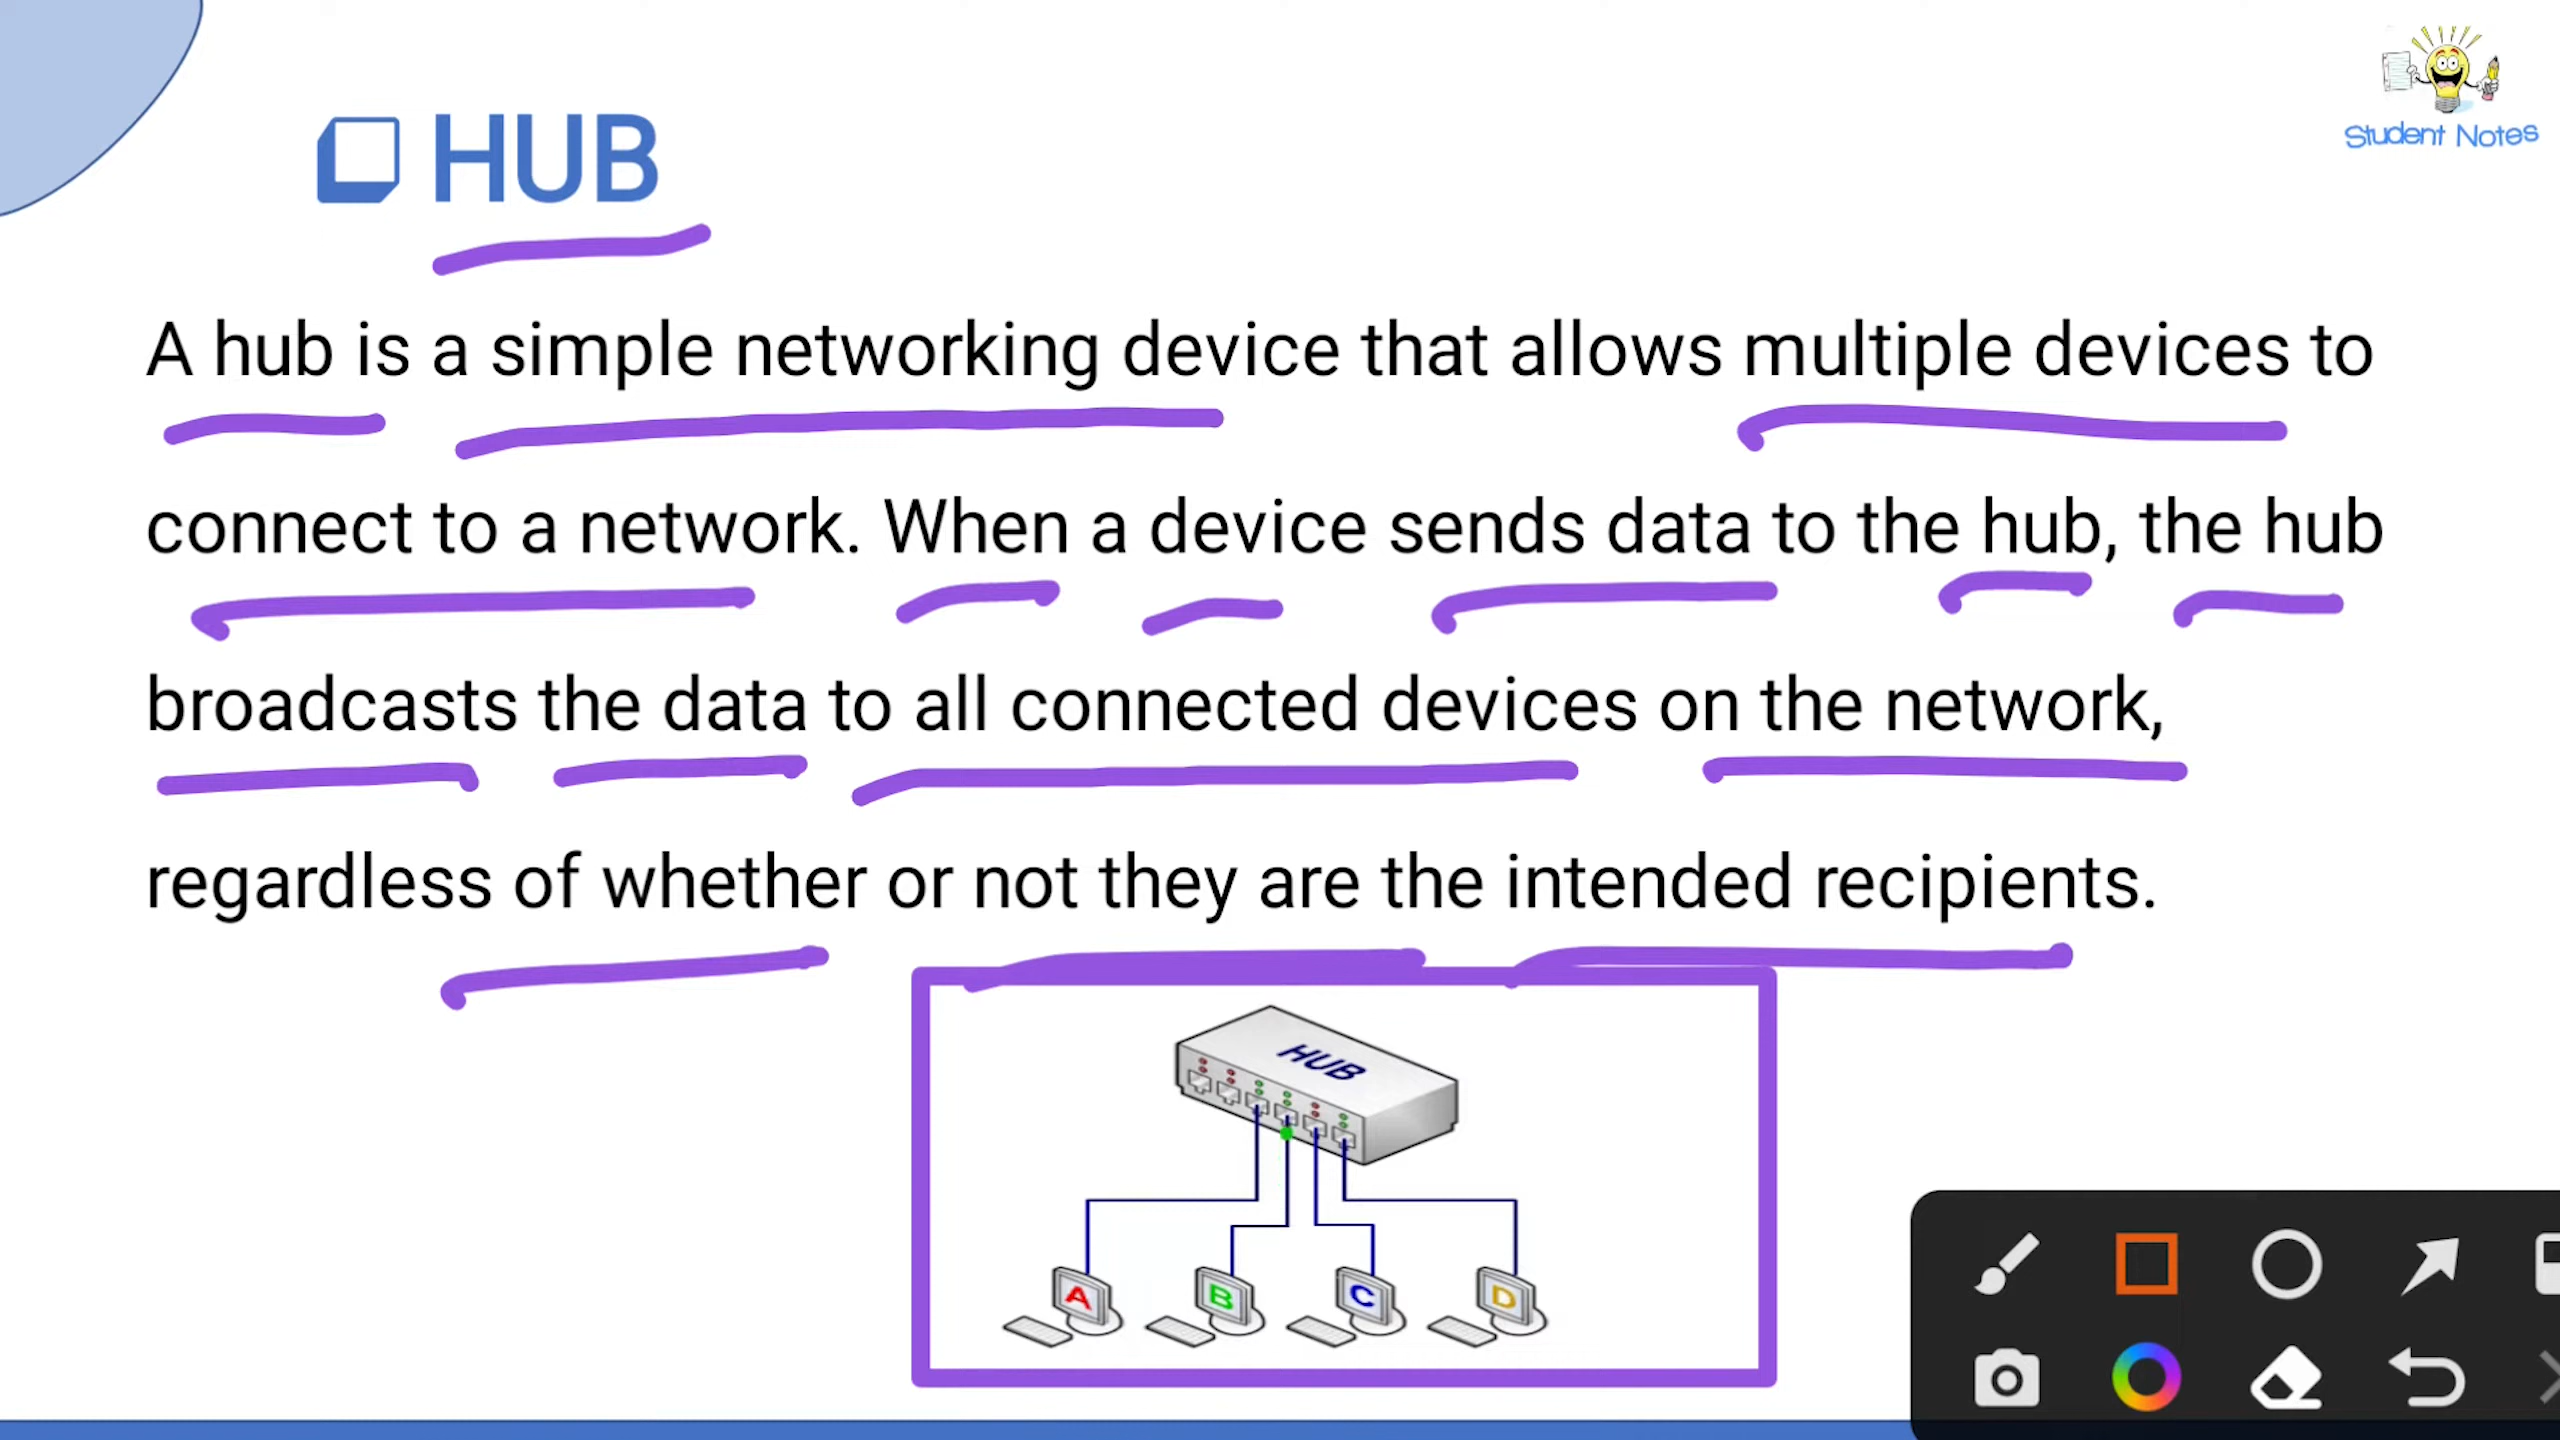 Student Notes
HUB
A hub is a simple networking device that allows multiple devices to
connect to a network. When a device sends data to the hub, the hub
broadcasts the data to all connected devices on the network,
regardless of whether or not they are the intended recipients.
HUB
A B C D